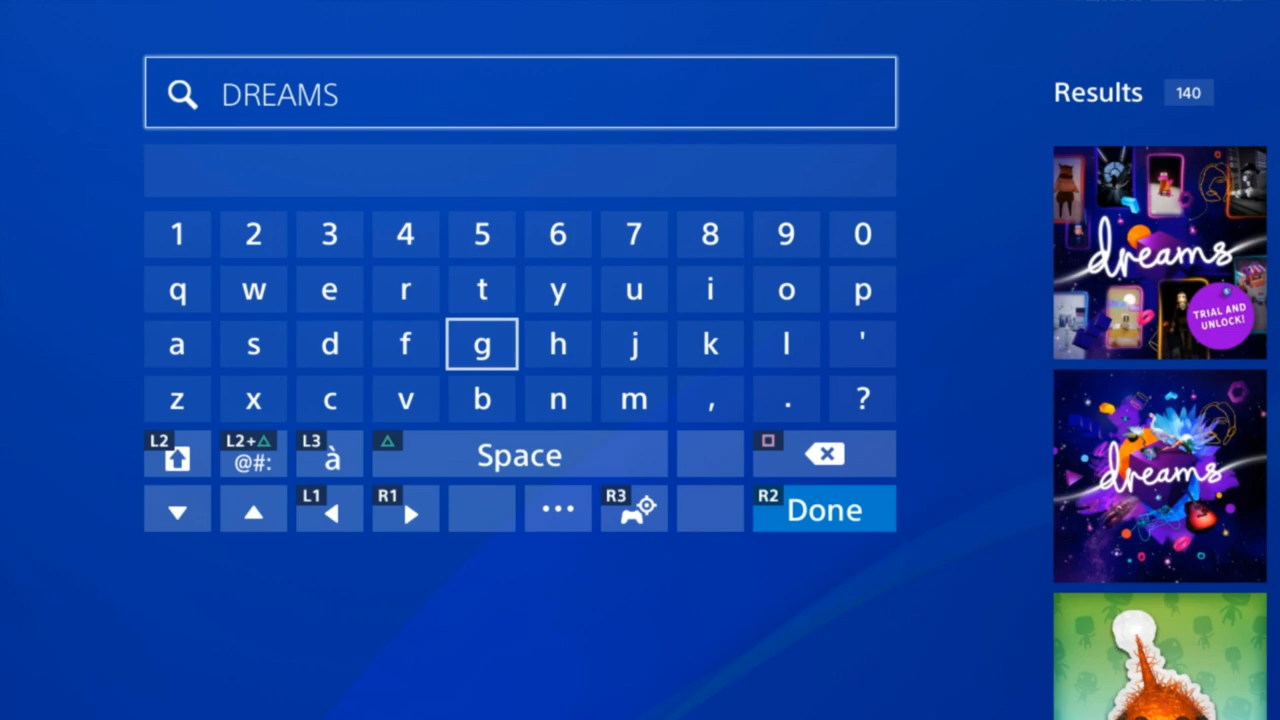 DREAMS
Results 140
1 2 3 4 5 6 7 8 9 0
q w e r t y u i o p
a s d f g h j k l '
z x c v b n m , . ?
L2 L2+△ @#: L3 à △ Space □
L1 R1 ... R3 R2 Done
dreams
TRIAL AND
UNLOCK!
dreams